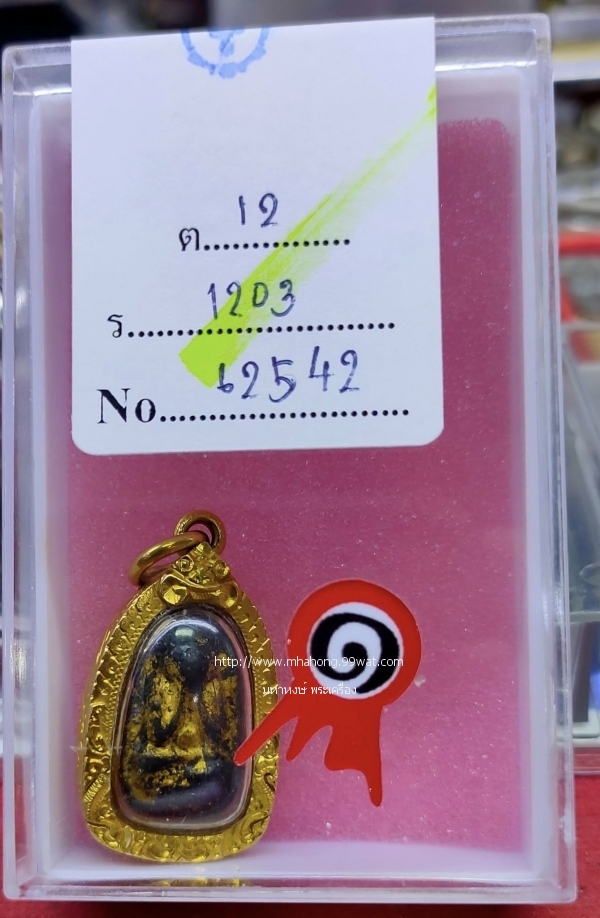 ต............... 12
ร................................ 1203
No.............................. 62542
๑
http://www.mhahong.99wat.com
มหาหงษ์ พระเครื่อง